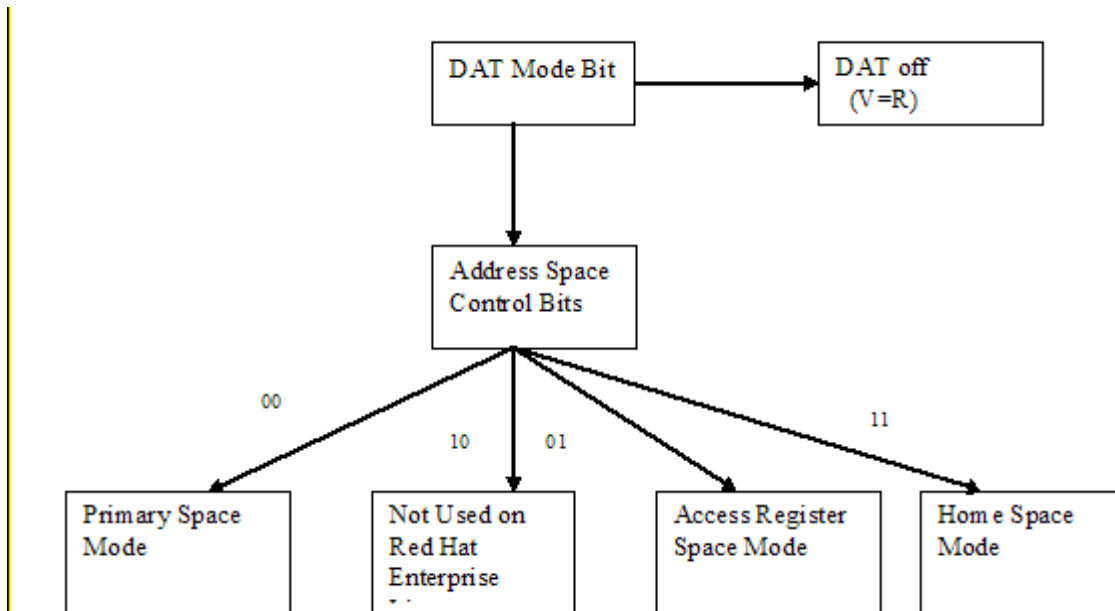 DAT Mode Bit
DAT off
(V=R)
Address Space
Control Bits
00
10
01
11
Primary Space
Mode
Not Used on
Red Hat
Enterprise
Access Register
Space Mode
Home Space
Mode